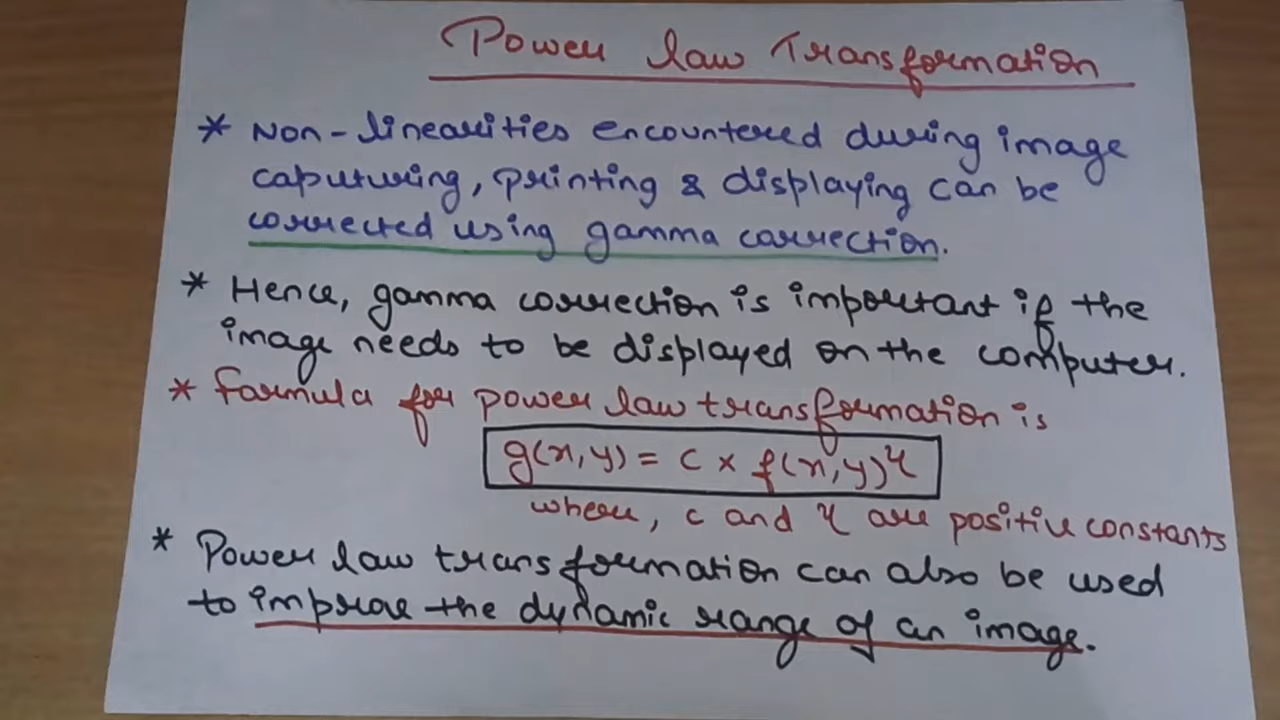 Power law Transformation
* Non-linearities encountered during image
caputuring, printing & displaying can be
corrected using gamma correction.
* Hence, gamma correction is important if the
image needs to be displayed on the computer.
* Formula for power law transformation is
g(x,y) = c × f(x,y)^γ
where, c and γ are positive constants
* Power law transformation can also be used
to improve the dynamic range of an image.